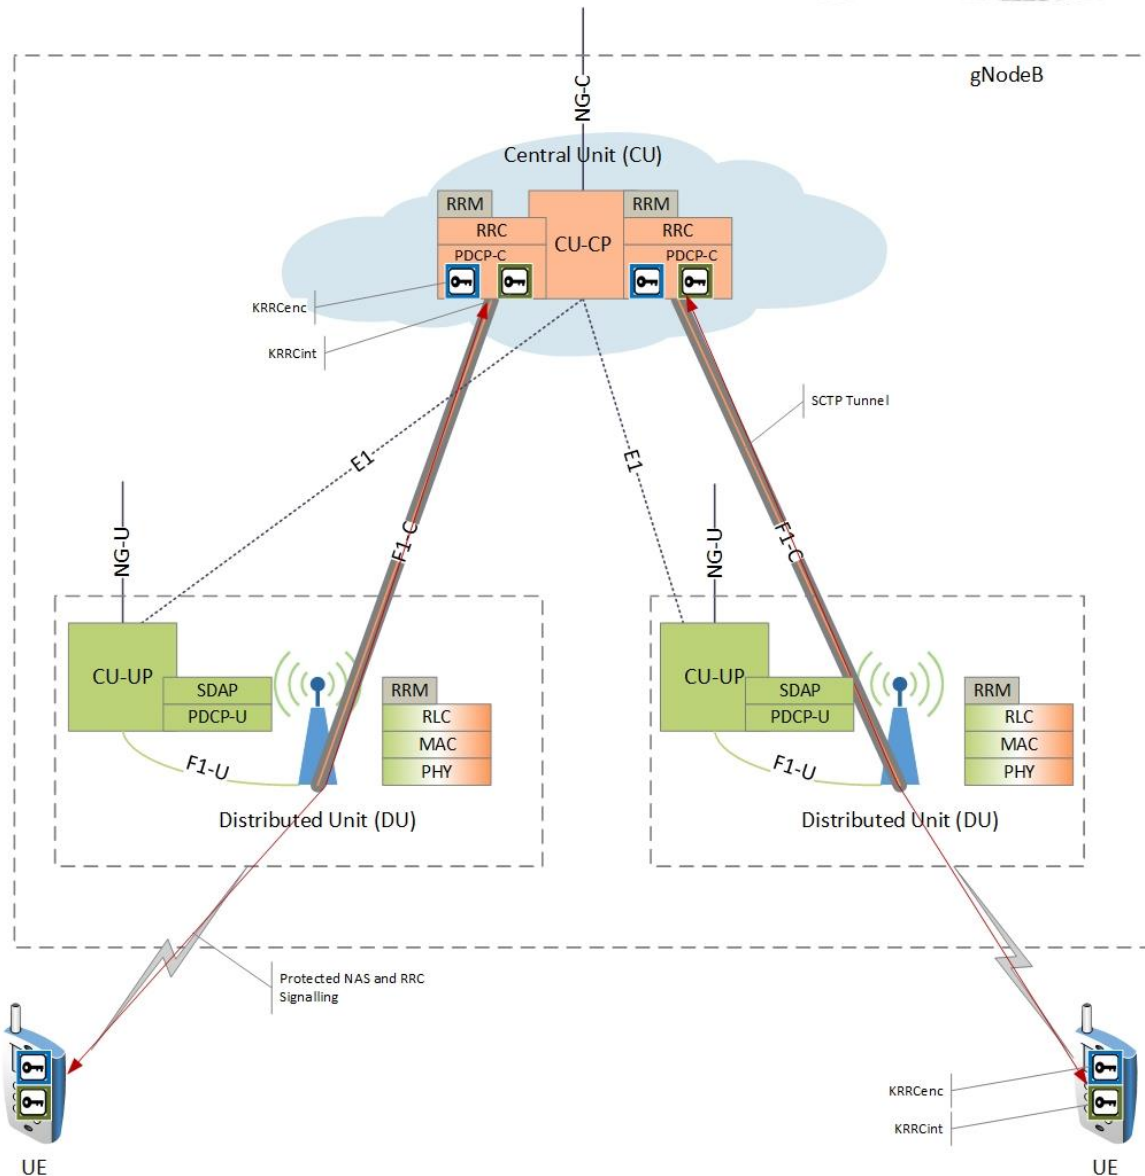 gNodeB
NG-C
Central Unit (CU)
RRM
RRC
PDCP-C
CU-CP
RRM
RRC
PDCP-C
KRRCenc
KRRCint
SCTP Tunnel
E1
E1
F1-C
F1-C
NG-U
NG-U
CU-UP
SDAP
PDCP-U
RRM
RLC
MAC
PHY
F1-U
Distributed Unit (DU)
CU-UP
SDAP
PDCP-U
RRM
RLC
MAC
PHY
F1-U
Distributed Unit (DU)
Protected NAS and RRC
Signalling
KRRCenc
KRRCint
UE
UE